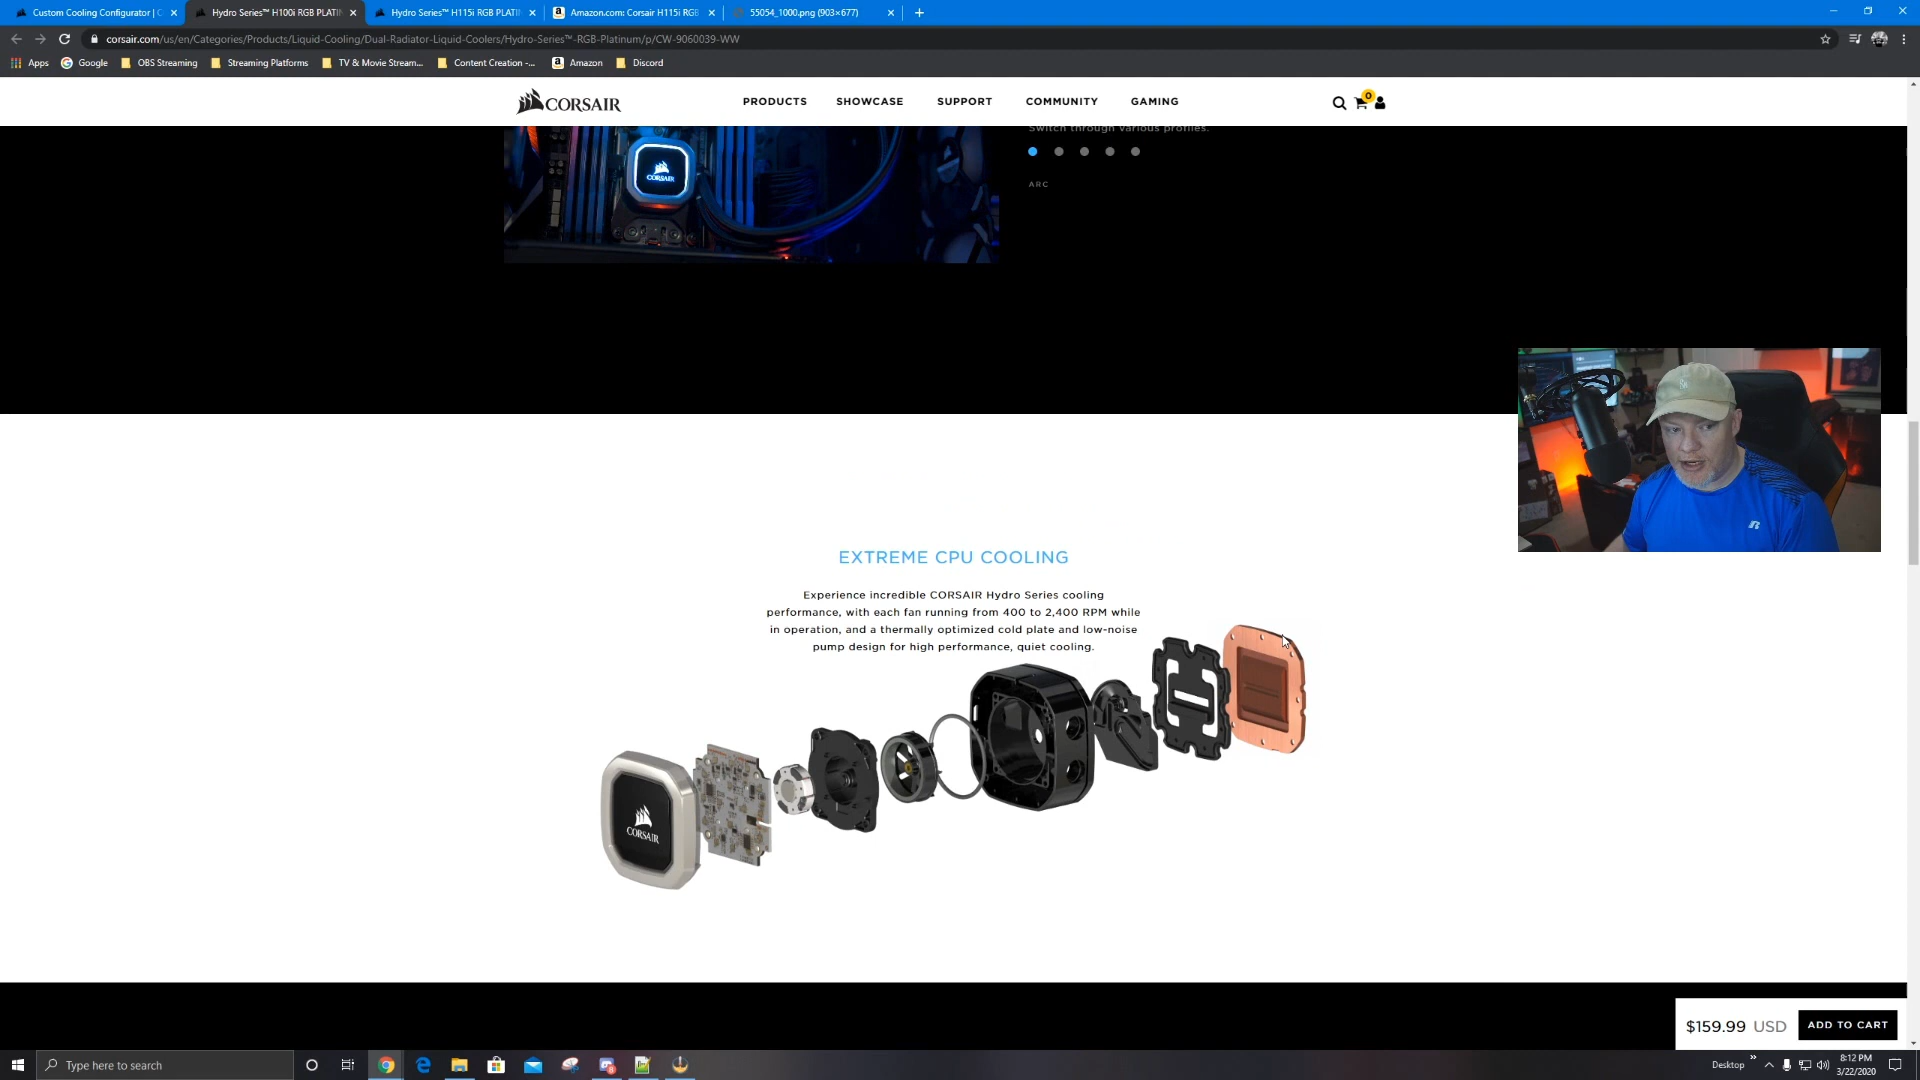 Custom Cooling Configurator | C
Hydro Series™ H100i RGB PLATIN
Hydro Series™ H115i RGB PLATIN
Amazon.com: Corsair H115i RGB
55054_1000.png (903×677)
corsair.com/us/en/Categories/Products/Liquid-Cooling/Dual-Radiator-Liquid-Coolers/Hydro-Series™-RGB-Platinum/p/CW-9060039-WW
Apps
Google
OBS Streaming
Streaming Platforms
TV & Movie Stream...
Content Creation -...
Amazon
Discord
CORSAIR
PRODUCTS
SHOWCASE
SUPPORT
COMMUNITY
GAMING
0
Switch through various profiles.
CORSAIR
ARC
EXTREME CPU COOLING
Experience incredible CORSAIR Hydro Series cooling
performance, with each fan running from 400 to 2,400 RPM while
in operation, and a thermally optimized cold plate and low-noise
pump design for high performance, quiet cooling.
CORSAIR
$159.99 USD
ADD TO CART
Type here to search
Desktop
8:12 PM
3/22/2020